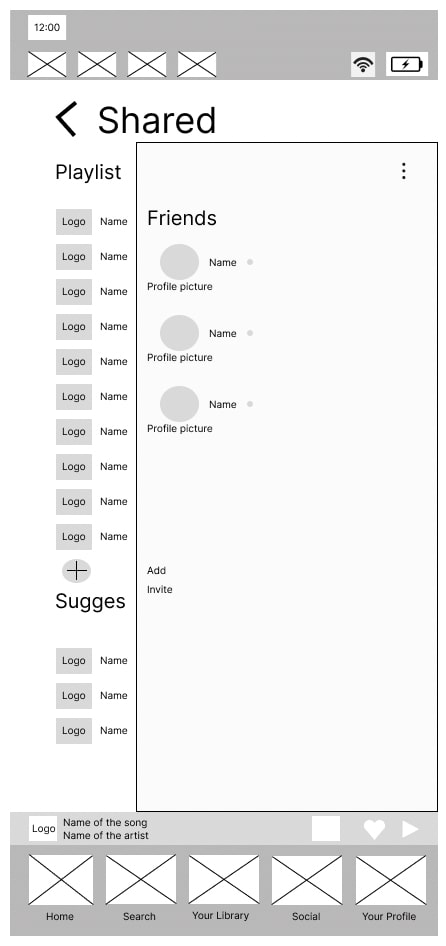 12:00
Shared
Playlist
Friends
Logo Name
Logo Name
Logo Name
Logo Name
Logo Name
Logo Name
Logo Name
Logo Name
Logo Name
Logo Name
Name
Profile picture
Name
Profile picture
Name
Profile picture
Add
Invite
Sugges
Logo Name
Logo Name
Logo Name
Logo
Name of the song
Name of the artist
Home
Search
Your Library
Social
Your Profile